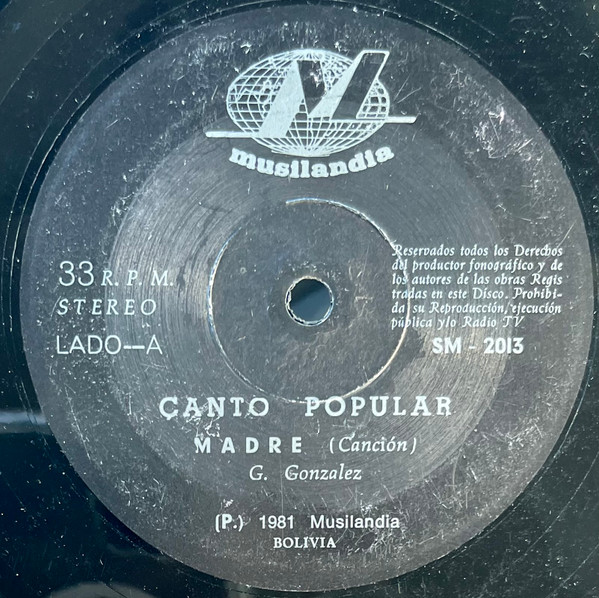 M
musilandia
33 R. P. M.
STEREO
LADO—A
Reservados todos los Derechos
del productor fonográfico y de
los autores de las obras Regis
tradas en este Disco. Prohibi-
da su Reproducción, ejecución
pública y/o Radio TV
SM - 2013
CANTO POPULAR
MADRE (Canción)
G. Gonzalez
(P.) 1981 Musilandia
BOLIVIA